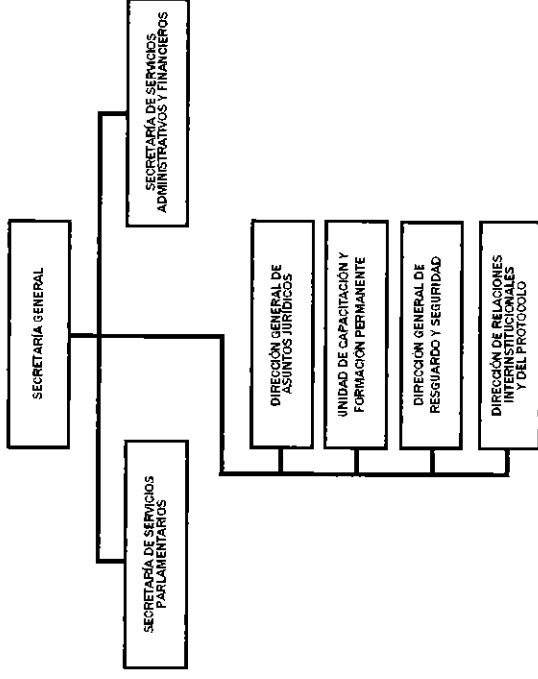 SECRETARÍA GENERAL
SECRETARÍA DE SERVICIOS
PARLAMENTARIOS
SECRETARÍA DE SERVICIOS
ADMINISTRATIVOS Y FINANCIEROS
DIRECCIÓN GENERAL DE
ASUNTOS JURÍDICOS
UNIDAD DE CAPACITACIÓN Y
FORMACIÓN PERMANENTE
DIRECCIÓN GENERAL DE
RESGUARDO Y SEGURIDAD
DIRECCIÓN DE RELACIONES
INTERINSTITUCIONALES
Y DEL PROTOCOLO